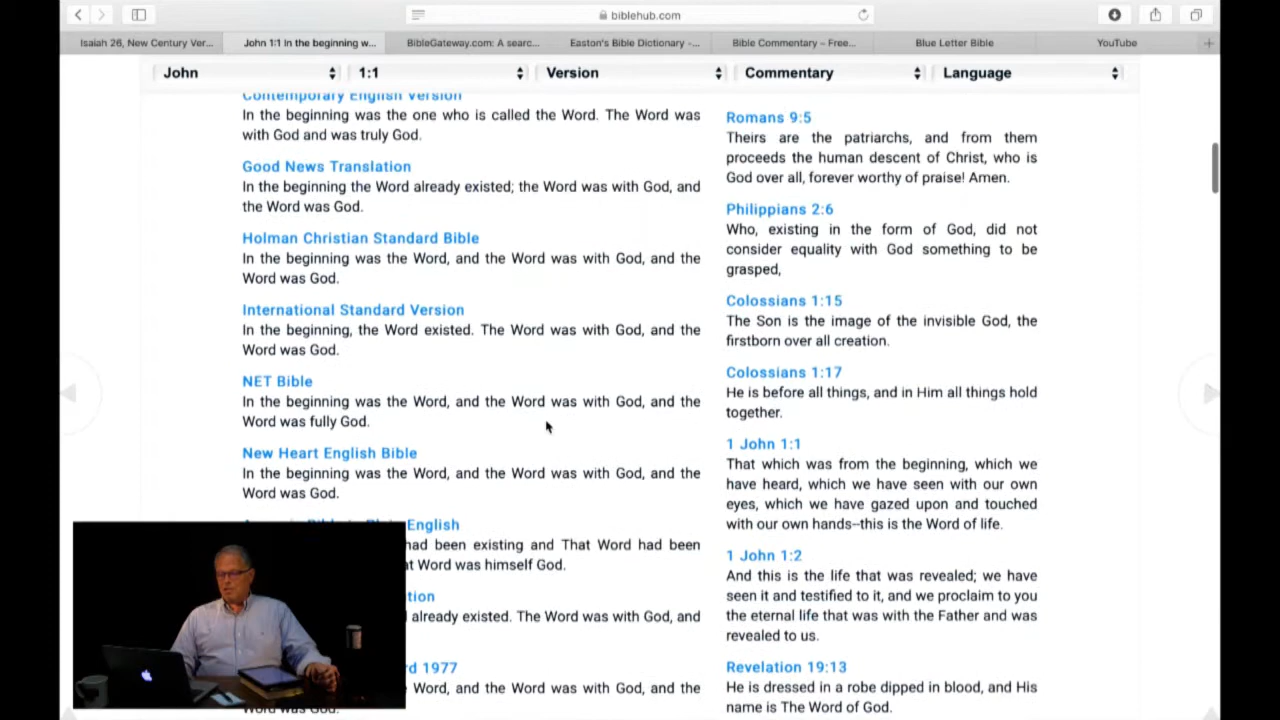 biblehub.com
Isaiah 26, New Century Ver...
John 1:1 In the beginning w...
BibleGateway.com: A searc...
Easton's Bible Dictionary -...
Bible Commentary – Free...
Blue Letter Bible
YouTube
John
1:1
Version
Commentary
Language
Contemporary English Version
In the beginning was the one who is called the Word. The Word was
with God and was truly God.
Good News Translation
In the beginning the Word already existed; the Word was with God, and
the Word was God.
Holman Christian Standard Bible
In the beginning was the Word, and the Word was with God, and the
Word was God.
International Standard Version
In the beginning, the Word existed. The Word was with God, and the
Word was God.
NET Bible
In the beginning was the Word, and the Word was with God, and the
Word was fully God.
New Heart English Bible
In the beginning was the Word, and the Word was with God, and the
Word was God.
English
had been existing and That Word had been
Word was himself God.
already existed. The Word was with God, and
1977
Word, and the Word was with God, and the
Word was God.
Romans 9:5
Theirs are the patriarchs, and from them
proceeds the human descent of Christ, who is
God over all, forever worthy of praise! Amen.
Philippians 2:6
Who, existing in the form of God, did not
consider equality with God something to be
grasped,
Colossians 1:15
The Son is the image of the invisible God, the
firstborn over all creation.
Colossians 1:17
He is before all things, and in Him all things hold
together.
1 John 1:1
That which was from the beginning, which we
have heard, which we have seen with our own
eyes, which we have gazed upon and touched
with our own hands--this is the Word of life.
1 John 1:2
And this is the life that was revealed; we have
seen it and testified to it, and we proclaim to you
the eternal life that was with the Father and was
revealed to us.
Revelation 19:13
He is dressed in a robe dipped in blood, and His
name is The Word of God.